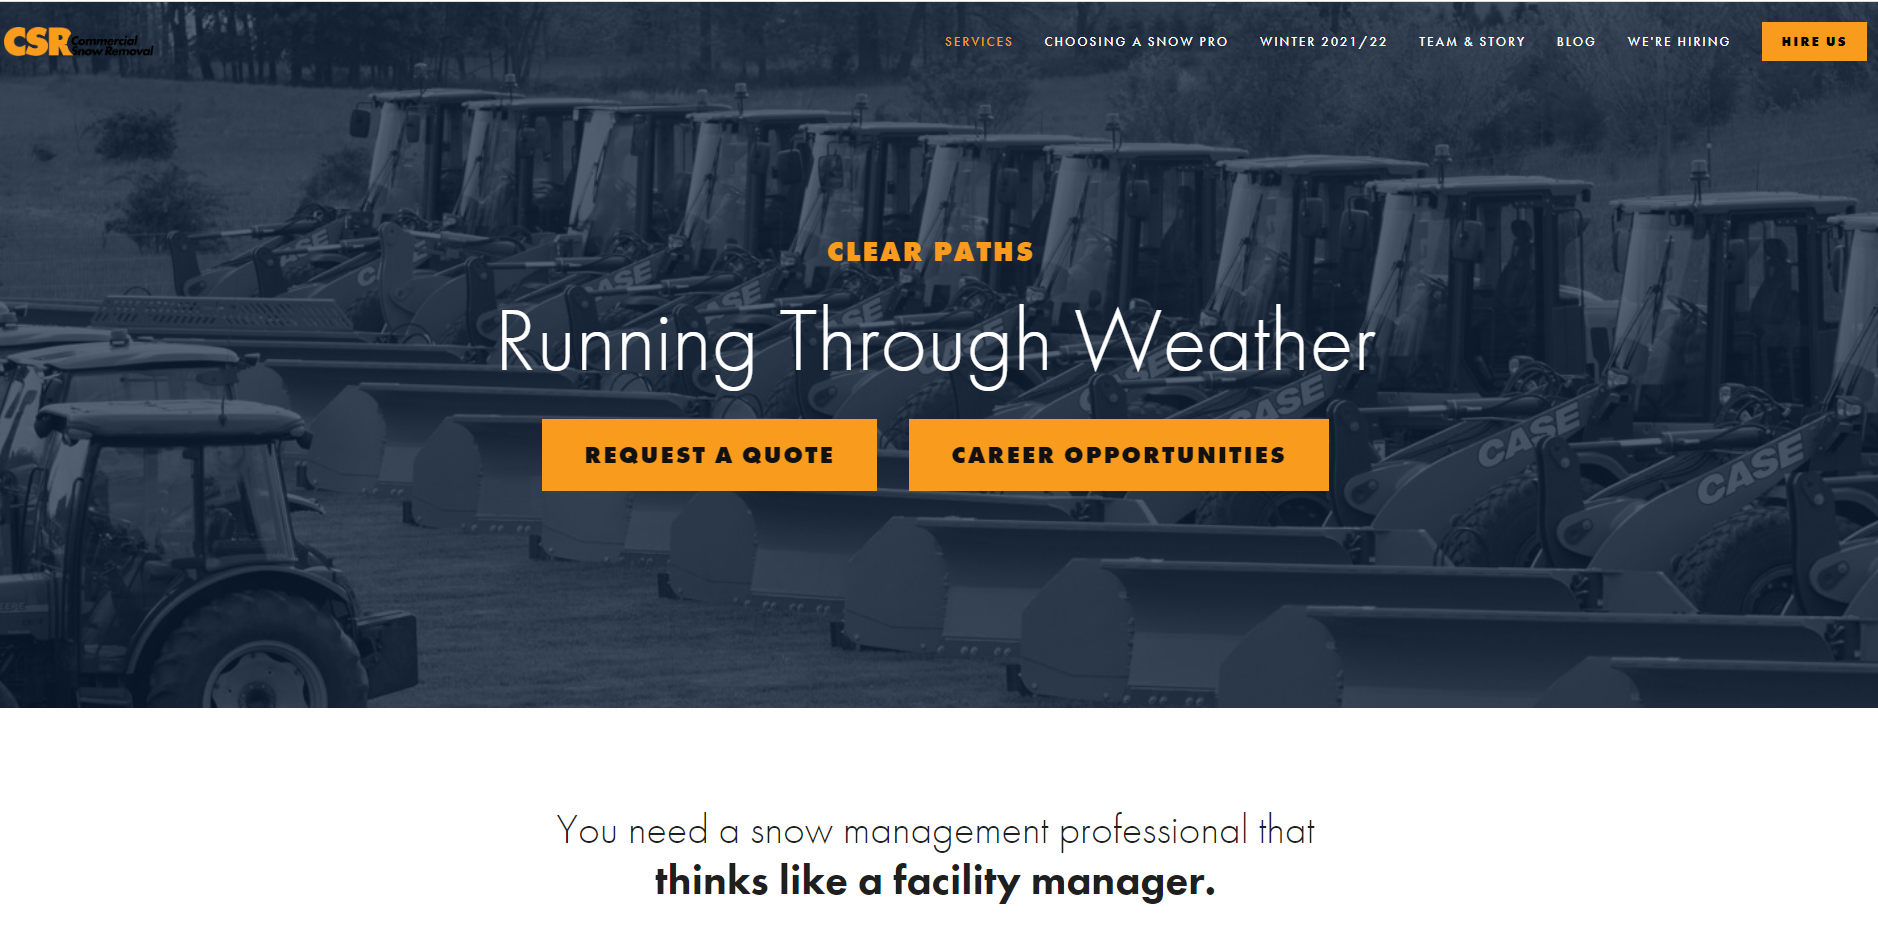 CSR Commercial
Snow Removal
SERVICES CHOOSING A SNOW PRO WINTER 2021/22 TEAM & STORY BLOG WE'RE HIRING HIRE US
CLEAR PATHS
Running Through Weather
REQUEST A QUOTE CAREER OPPORTUNITIES
CASE
CASE
CASE
CASE
CASE
You need a snow management professional that
thinks like a facility manager.